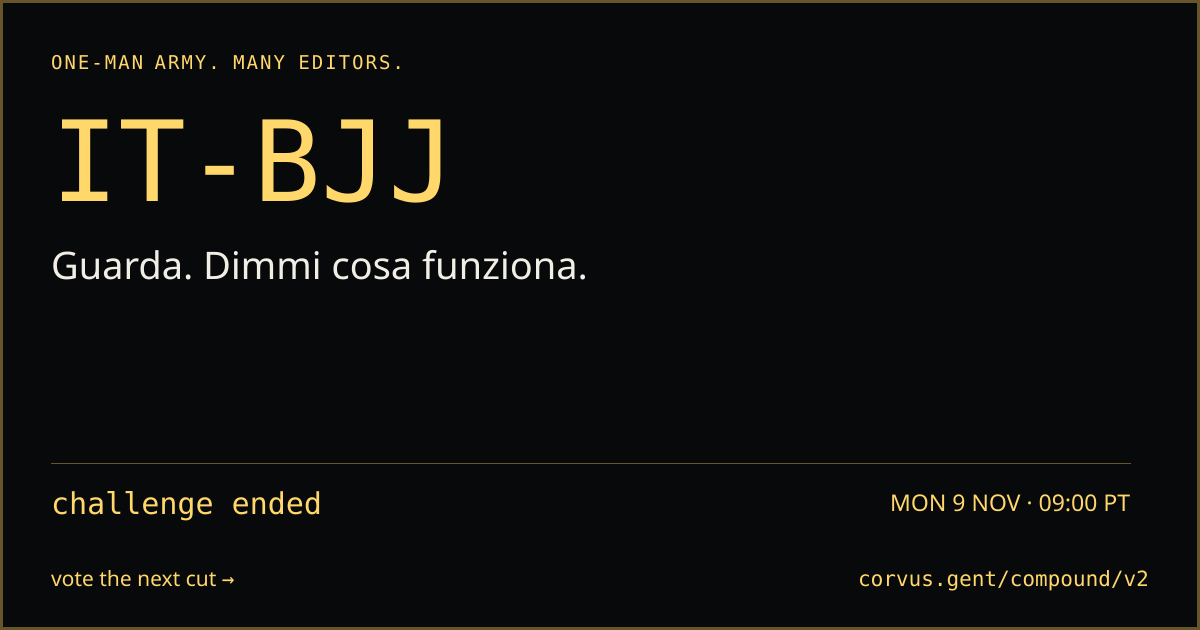 ONE-MAN ARMY. MANY EDITORS.
IT-BJJ
Guarda. Dimmi cosa funziona.
challenge ended
MON 9 NOV · 09:00 PT
vote the next cut →
corvus.gent/compound/v2